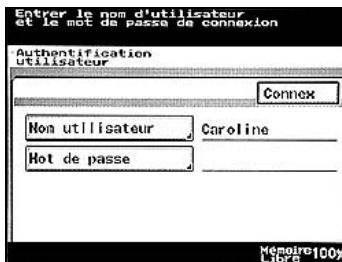 Entrer le nom d'utilisateur
et le mot de passe de connexion
Authentification
utilisateur
Connex
Nom utilisateur
Caroline
Mot de passe
Mémoire 100%
Libre